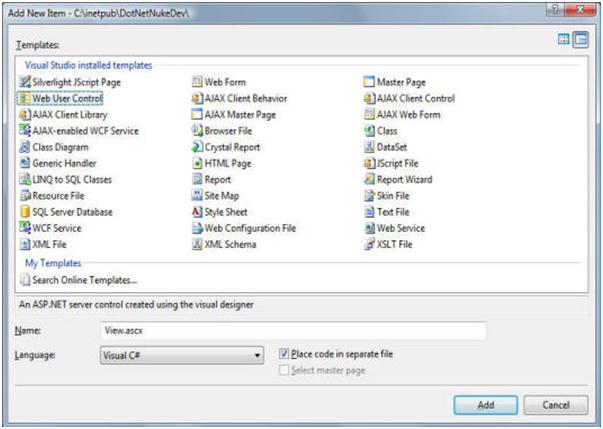 Add New Item - C:\inetpub\DotNetNukeDev\
Templates:
Visual Studio installed templates
Silverlight JScript Page Web Form Master Page
Web User Control AJAX Client Behavior AJAX Client Control
AJAX Client Library AJAX Master Page AJAX Web Form
AJAX-enabled WCF Service Browser File Class
Class Diagram Crystal Report DataSet
Generic Handler HTML Page JScript File
LINQ to SQL Classes Report Report Wizard
Resource File Site Map Skin File
SQL Server Database Style Sheet Text File
WCF Service Web Configuration File Web Service
XML File XML Schema XSLT File
My Templates
Search Online Templates...
An ASP.NET server control created using the visual designer
Name: View.ascx
Language: Visual C# Place code in separate file
Select master page
Add Cancel